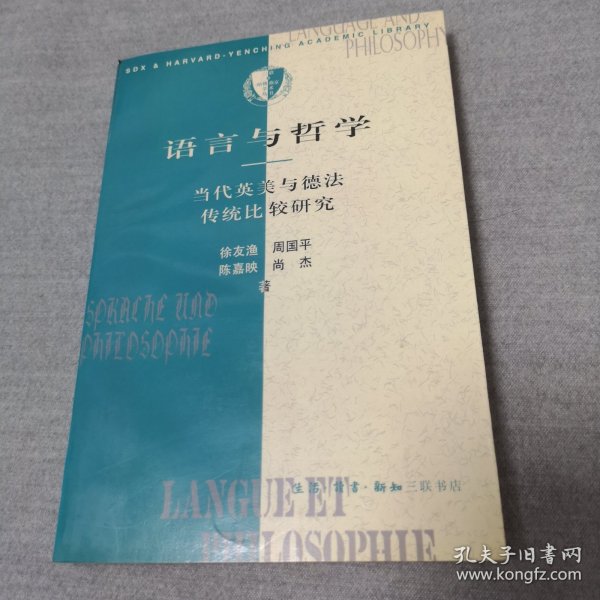 LANGUAGE AND
PHILOSOPHY
SDX & HARVARD-YENCHING ACADEMIC LIBRARY
语言与哲学
当代英美与德法
传统比较研究
徐友渔 周国平
陈嘉映 尚杰
著
SPRACHE UND
PHILOSOPHIE
生活·讀書·新知三联书店
LANGUE ET
PHILOSOPHIE
孔夫子旧书网
www.kongfz.com